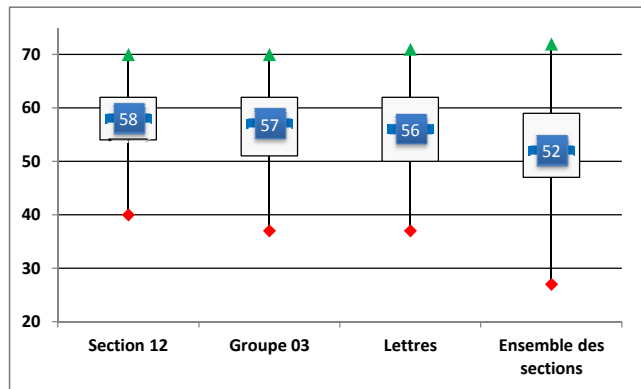 70
60
50
40
30
20
58
57
56
52
Section 12
Groupe 03
Lettres
Ensemble des
sections